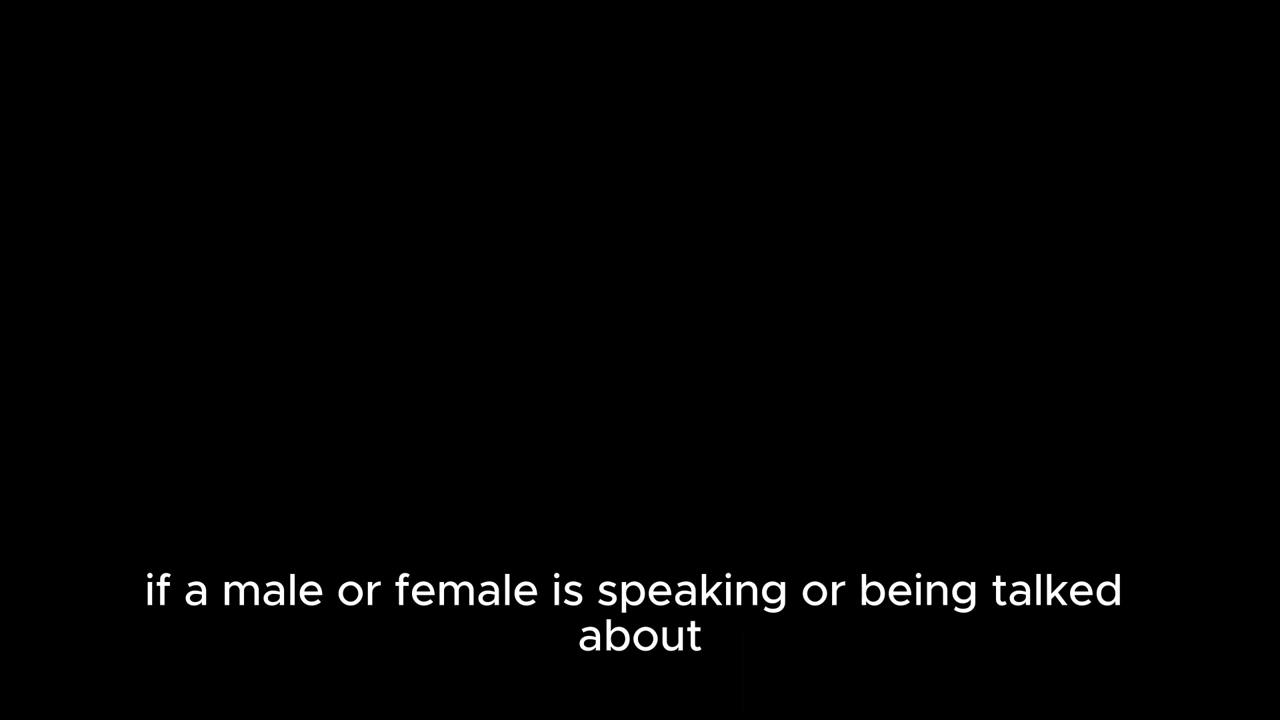 if a male or female is speaking or being talked
about